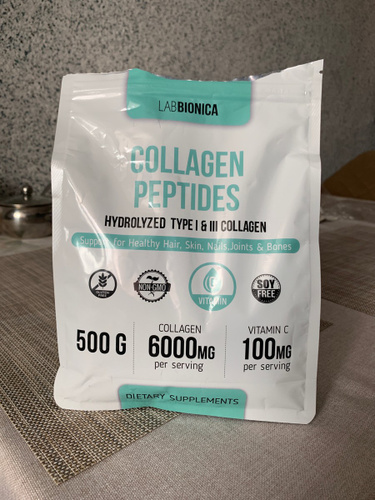 LABBIONICA
COLLAGEN
PEPTIDES
HYDROLYZED TYPE I & III COLLAGEN
Support for Healthy Hair, Skin, Nails, Joints & Bones
NON-GMO
C
VITAMIN
SOY
FREE
500 G
COLLAGEN
6000MG
per serving
VITAMIN C
100MG
per serving
DIETARY SUPPLEMENTS